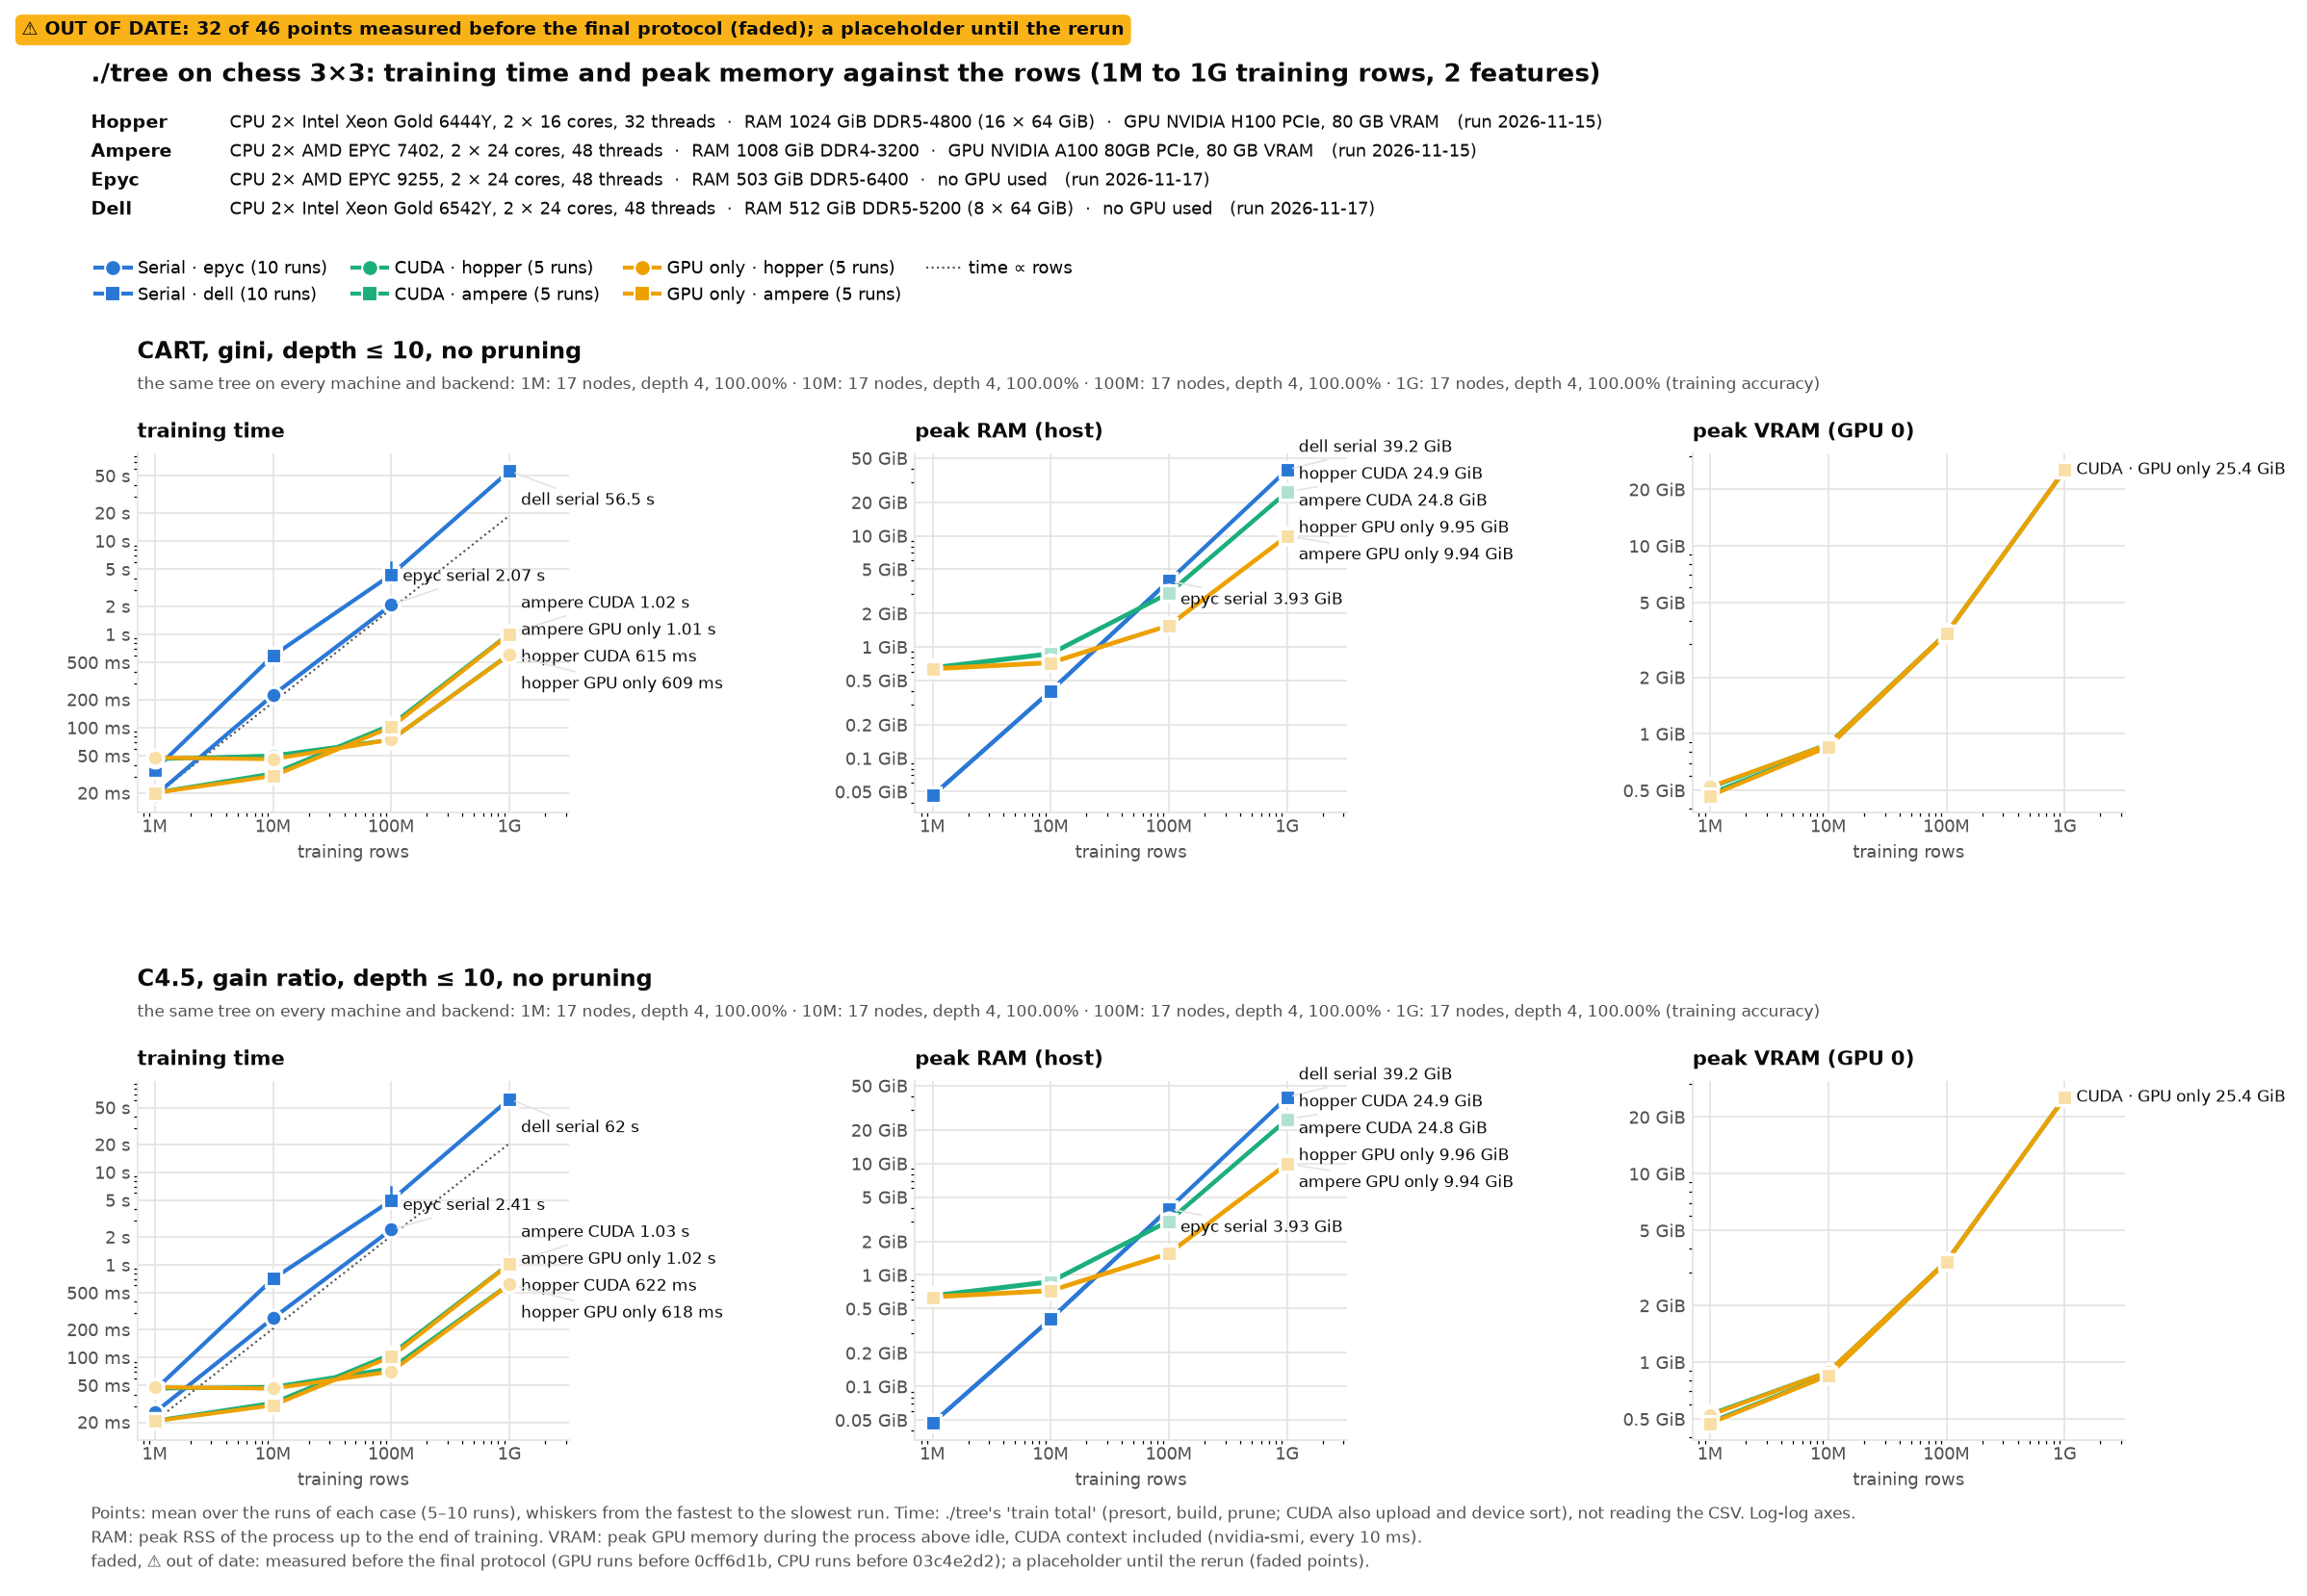 ⚠ OUT OF DATE: 32 of 46 points measured before the final protocol (faded); a placeholder until the rerun
./tree on chess 3×3: training time and peak memory against the rows (1M to 1G training rows, 2 features)
Hopper CPU 2× Intel Xeon Gold 6444Y, 2 × 16 cores, 32 threads · RAM 1024 GiB DDR5-4800 (16 × 64 GiB) · GPU NVIDIA H100 PCIe, 80 GB VRAM (run 2026-11-15)
Ampere CPU 2× AMD EPYC 7402, 2 × 24 cores, 48 threads · RAM 1008 GiB DDR4-3200 · GPU NVIDIA A100 80GB PCIe, 80 GB VRAM (run 2026-11-15)
Epyc CPU 2× AMD EPYC 9255, 2 × 24 cores, 48 threads · RAM 503 GiB DDR5-6400 · no GPU used (run 2026-11-17)
Dell CPU 2× Intel Xeon Gold 6542Y, 2 × 24 cores, 48 threads · RAM 512 GiB DDR5-5200 (8 × 64 GiB) · no GPU used (run 2026-11-17)
Serial · epyc (10 runs) CUDA · hopper (5 runs) GPU only · hopper (5 runs) time ∝ rows
Serial · dell (10 runs) CUDA · ampere (5 runs) GPU only · ampere (5 runs)
CART, gini, depth ≤ 10, no pruning
the same tree on every machine and backend: 1M: 17 nodes, depth 4, 100.00% · 10M: 17 nodes, depth 4, 100.00% · 100M: 17 nodes, depth 4, 100.00% · 1G: 17 nodes, depth 4, 100.00% (training accuracy)
training time
50 s
20 s
10 s
5 s
2 s
1 s
500 ms
200 ms
100 ms
50 ms
20 ms
dell serial 56.5 s
epyc serial 2.07 s
ampere CUDA 1.02 s
ampere GPU only 1.01 s
hopper CUDA 615 ms
hopper GPU only 609 ms
1M 10M 100M 1G
training rows
peak RAM (host)
50 GiB
20 GiB
10 GiB
5 GiB
2 GiB
1 GiB
0.5 GiB
0.2 GiB
0.1 GiB
0.05 GiB
dell serial 39.2 GiB
hopper CUDA 24.9 GiB
ampere CUDA 24.8 GiB
hopper GPU only 9.95 GiB
ampere GPU only 9.94 GiB
epyc serial 3.93 GiB
1M 10M 100M 1G
training rows
peak VRAM (GPU 0)
20 GiB
10 GiB
5 GiB
2 GiB
1 GiB
0.5 GiB
CUDA · GPU only 25.4 GiB
1M 10M 100M 1G
training rows
C4.5, gain ratio, depth ≤ 10, no pruning
the same tree on every machine and backend: 1M: 17 nodes, depth 4, 100.00% · 10M: 17 nodes, depth 4, 100.00% · 100M: 17 nodes, depth 4, 100.00% · 1G: 17 nodes, depth 4, 100.00% (training accuracy)
training time
50 s
20 s
10 s
5 s
2 s
1 s
500 ms
200 ms
100 ms
50 ms
20 ms
dell serial 62 s
epyc serial 2.41 s
ampere CUDA 1.03 s
ampere GPU only 1.02 s
hopper CUDA 622 ms
hopper GPU only 618 ms
1M 10M 100M 1G
training rows
peak RAM (host)
50 GiB
20 GiB
10 GiB
5 GiB
2 GiB
1 GiB
0.5 GiB
0.2 GiB
0.1 GiB
0.05 GiB
dell serial 39.2 GiB
hopper CUDA 24.9 GiB
ampere CUDA 24.8 GiB
hopper GPU only 9.96 GiB
ampere GPU only 9.94 GiB
epyc serial 3.93 GiB
1M 10M 100M 1G
training rows
peak VRAM (GPU 0)
20 GiB
10 GiB
5 GiB
2 GiB
1 GiB
0.5 GiB
CUDA · GPU only 25.4 GiB
1M 10M 100M 1G
training rows
Points: mean over the runs of each case (5–10 runs), whiskers from the fastest to the slowest run. Time: ./tree's 'train total' (presort, build, prune; CUDA also upload and device sort), not reading the CSV. Log-log axes.
RAM: peak RSS of the process up to the end of training. VRAM: peak GPU memory during the process above idle, CUDA context included (nvidia-smi, every 10 ms).
faded, ⚠ out of date: measured before the final protocol (GPU runs before 0cff6d1b, CPU runs before 03c4e2d2); a placeholder until the rerun (faded points).